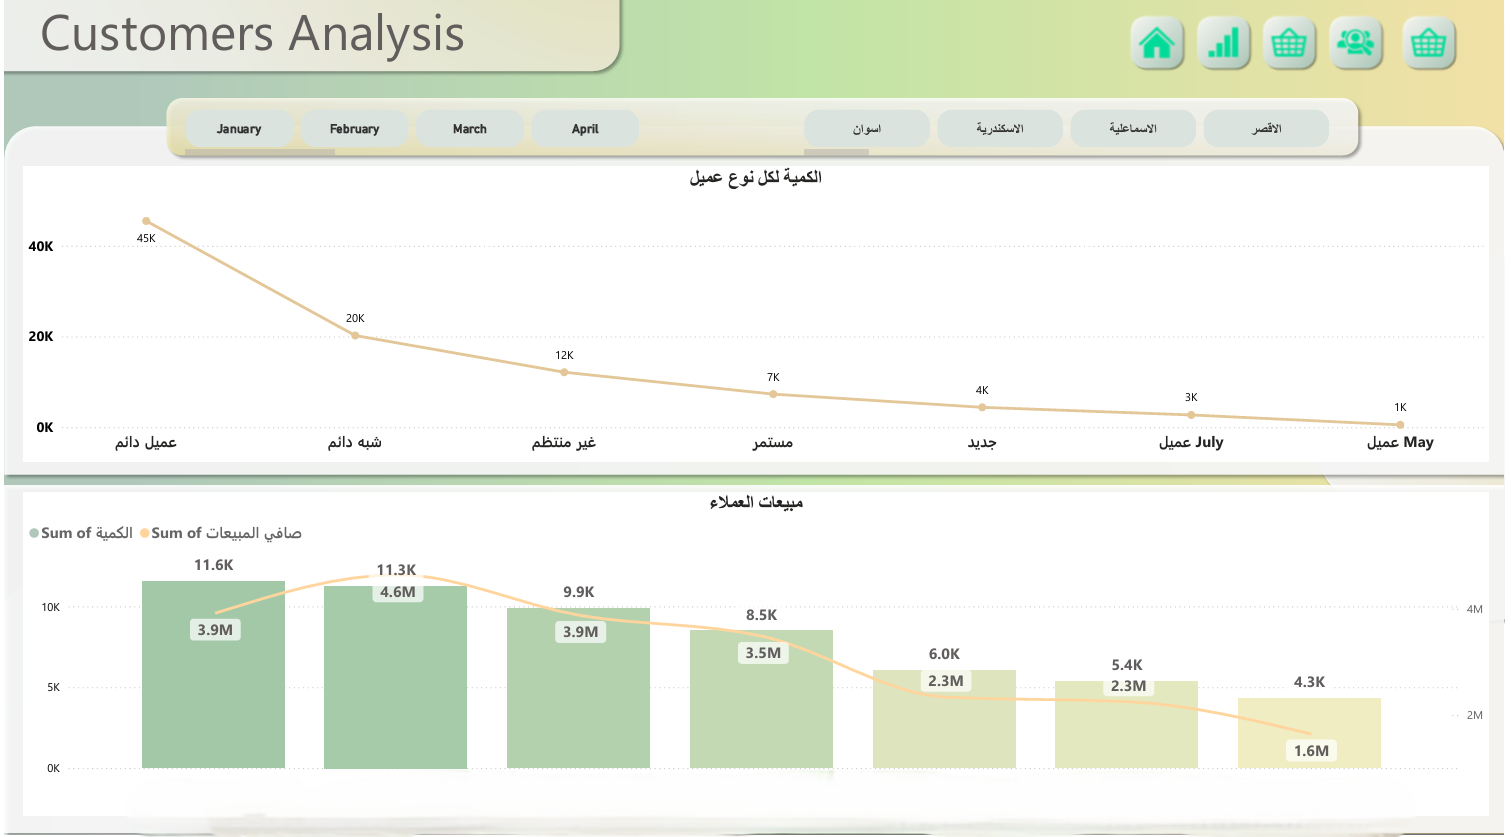 Customers Analysis
January February March April اسوان الاسكندرية الاسماعلية الاقصر
الكمية لكل نوع عميل
40K
20K
0K
45K
20K
12K
7K
4K
3K
1K
عميل دائم شبه دائم غير منتظم مستمر جديد عميل July عميل May
مبيعات العملاء
Sum of الكمية Sum of صافي المبيعات
10K
5K
0K
11.6K
11.3K
9.9K
8.5K
6.0K
5.4K
4.3K
3.9M
4.6M
3.9M
3.5M
2.3M
2.3M
1.6M
4M
2M